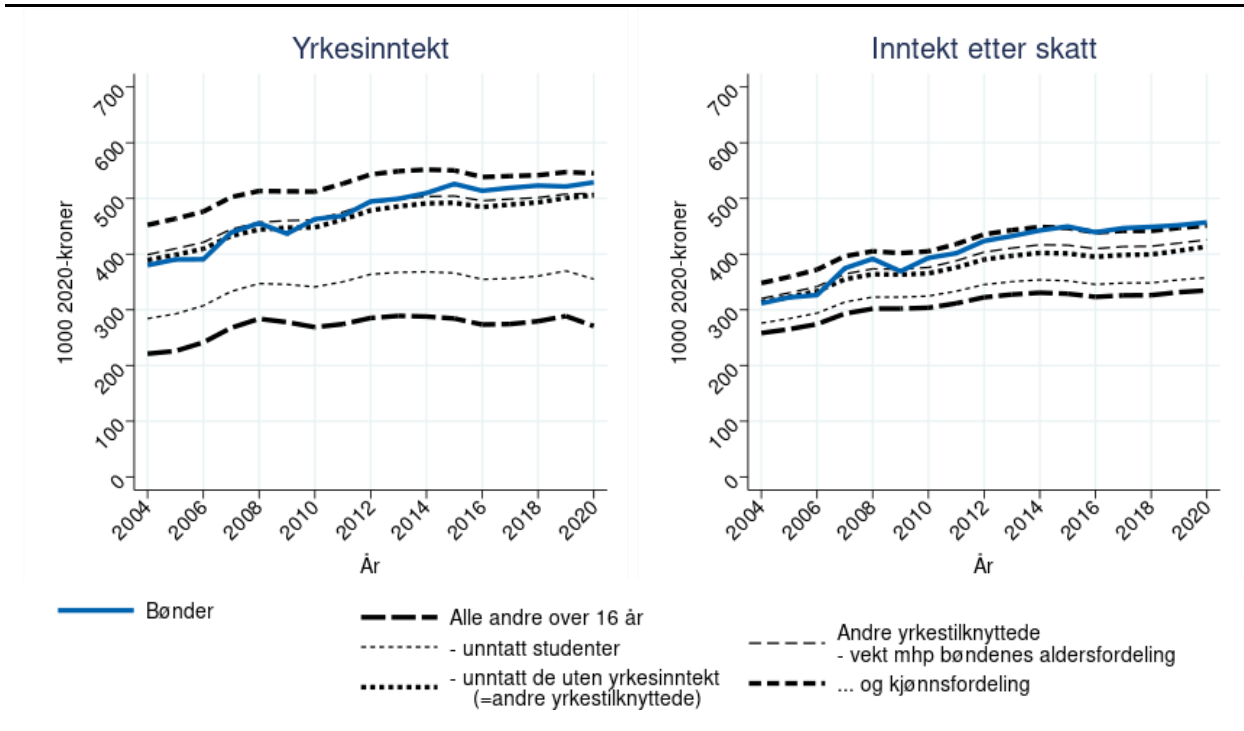 Yrkesinntekt
1000 2020-kroner
700
600
500
400
300
200
100
0
2004
2006
2008
2010
2012
2014
2016
2018
2020
År
Inntekt etter skatt
1000 2020-kroner
700
600
500
400
300
200
100
0
2004
2006
2008
2010
2012
2014
2016
2018
2020
År
Bønder
Alle andre over 16 år
- unntatt studenter
- unntatt de uten yrkesinntekt
(=andre yrkestilknyttede)
Andre yrkestilknyttede
- vekt mhp bøndenes aldersfordeling
... og kjønnsfordeling